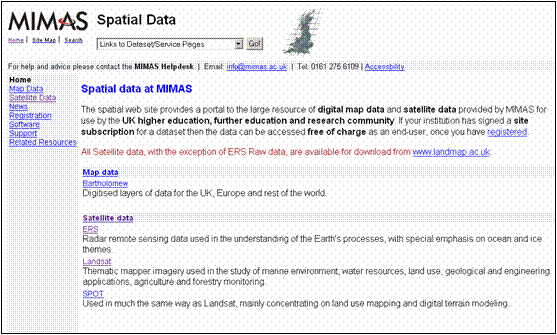 MIMAS Spatial Data
Home | Site Map | Search
Links to Dataset/Service Pages Go!
For help and advice please contact the MIMAS Helpdesk | Email: info@mimas.ac.uk | Tel: 0161 275 6109 | Accessibility
Home
Map Data
Satellite Data
News
Registration
Software
Support
Related Resources
Spatial data at MIMAS
The spatial web site provides a portal to the large resource of digital map data and satellite data provided by MIMAS for
use by the UK higher education, further education and research community. If your institution has signed a site
subscription for a dataset then the data can be accessed free of charge as an end-user, once you have registered.
All Satellite data, with the exception of ERS Raw data, are available for download from www.landmap.ac.uk.
Map data
Bartholomew
Digitised layers of data for the UK, Europe and rest of the world.
Satellite data
ERS
Radar remote sensing data used in the understanding of the Earth's processes, with special emphasis on ocean and ice
themes
Landsat
Thematic mapper imagery used in the study of marine environment, water resources, land use, geological and engineering
applications, agriculture and forestry monitoring.
SPOT
Used in much the same way as Landsat, mainly concentrating on land use mapping and digital terrain modeling.